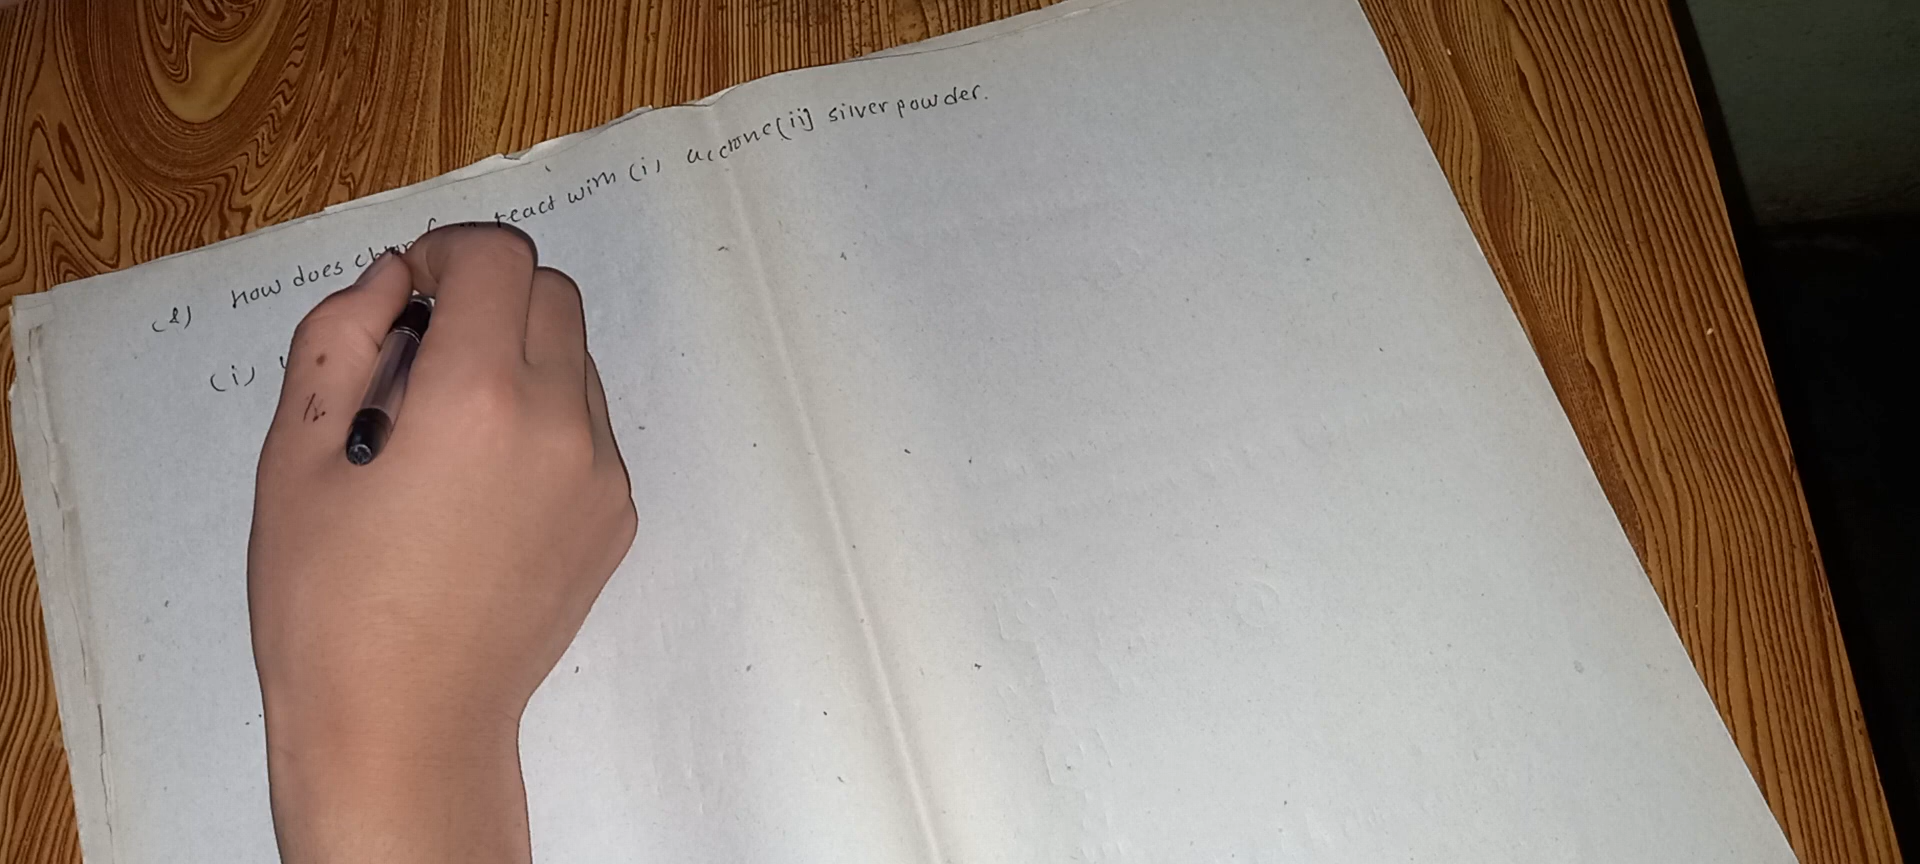 (2) How does react with (i) acetone (ii) silver powder.
(i)